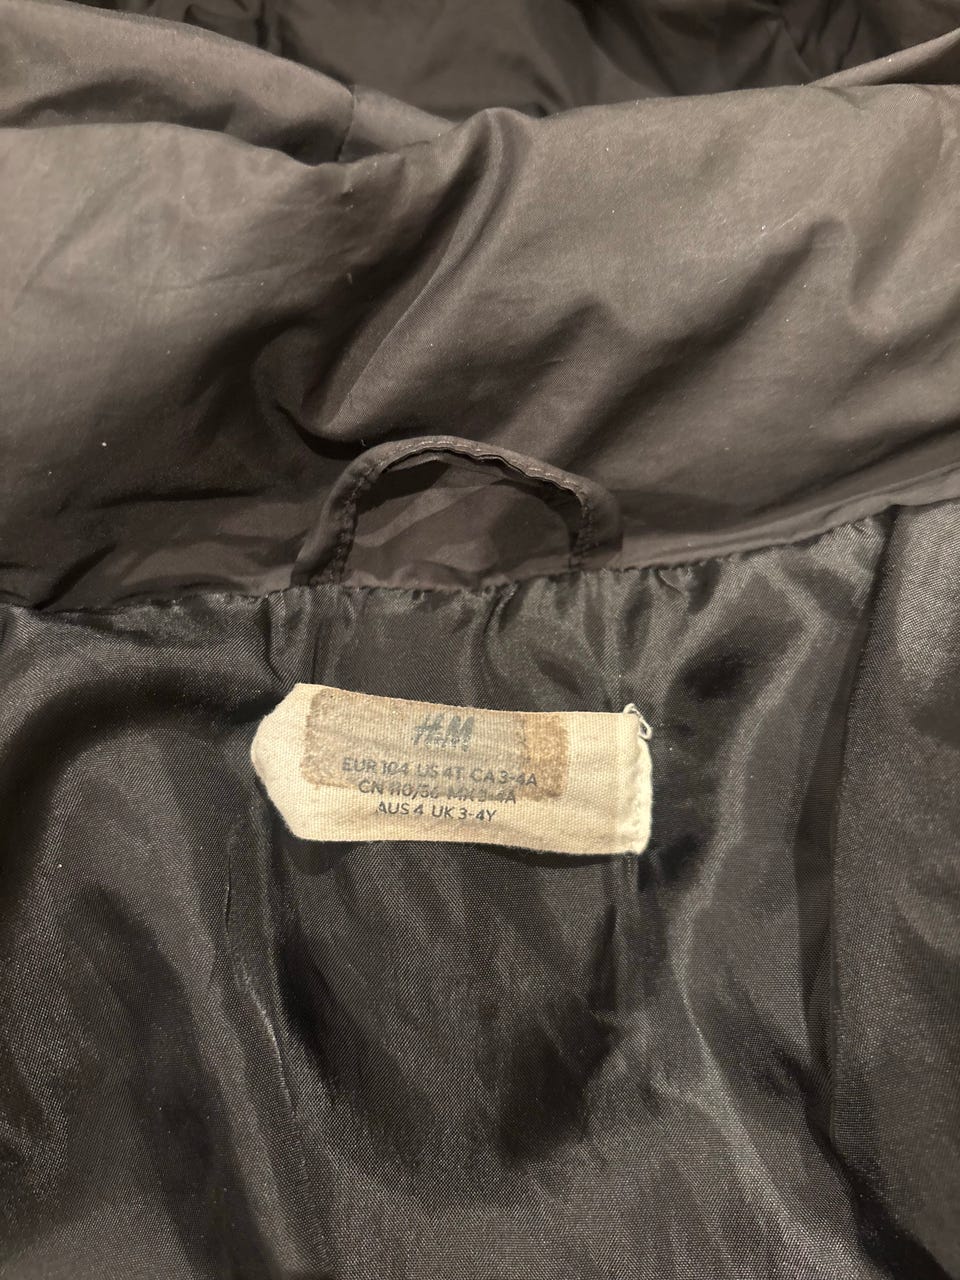 H&M
EUR 104 US 4T CA 3-4A
CN 110/56 MX 3-4A
AUS 4 UK 3-4Y